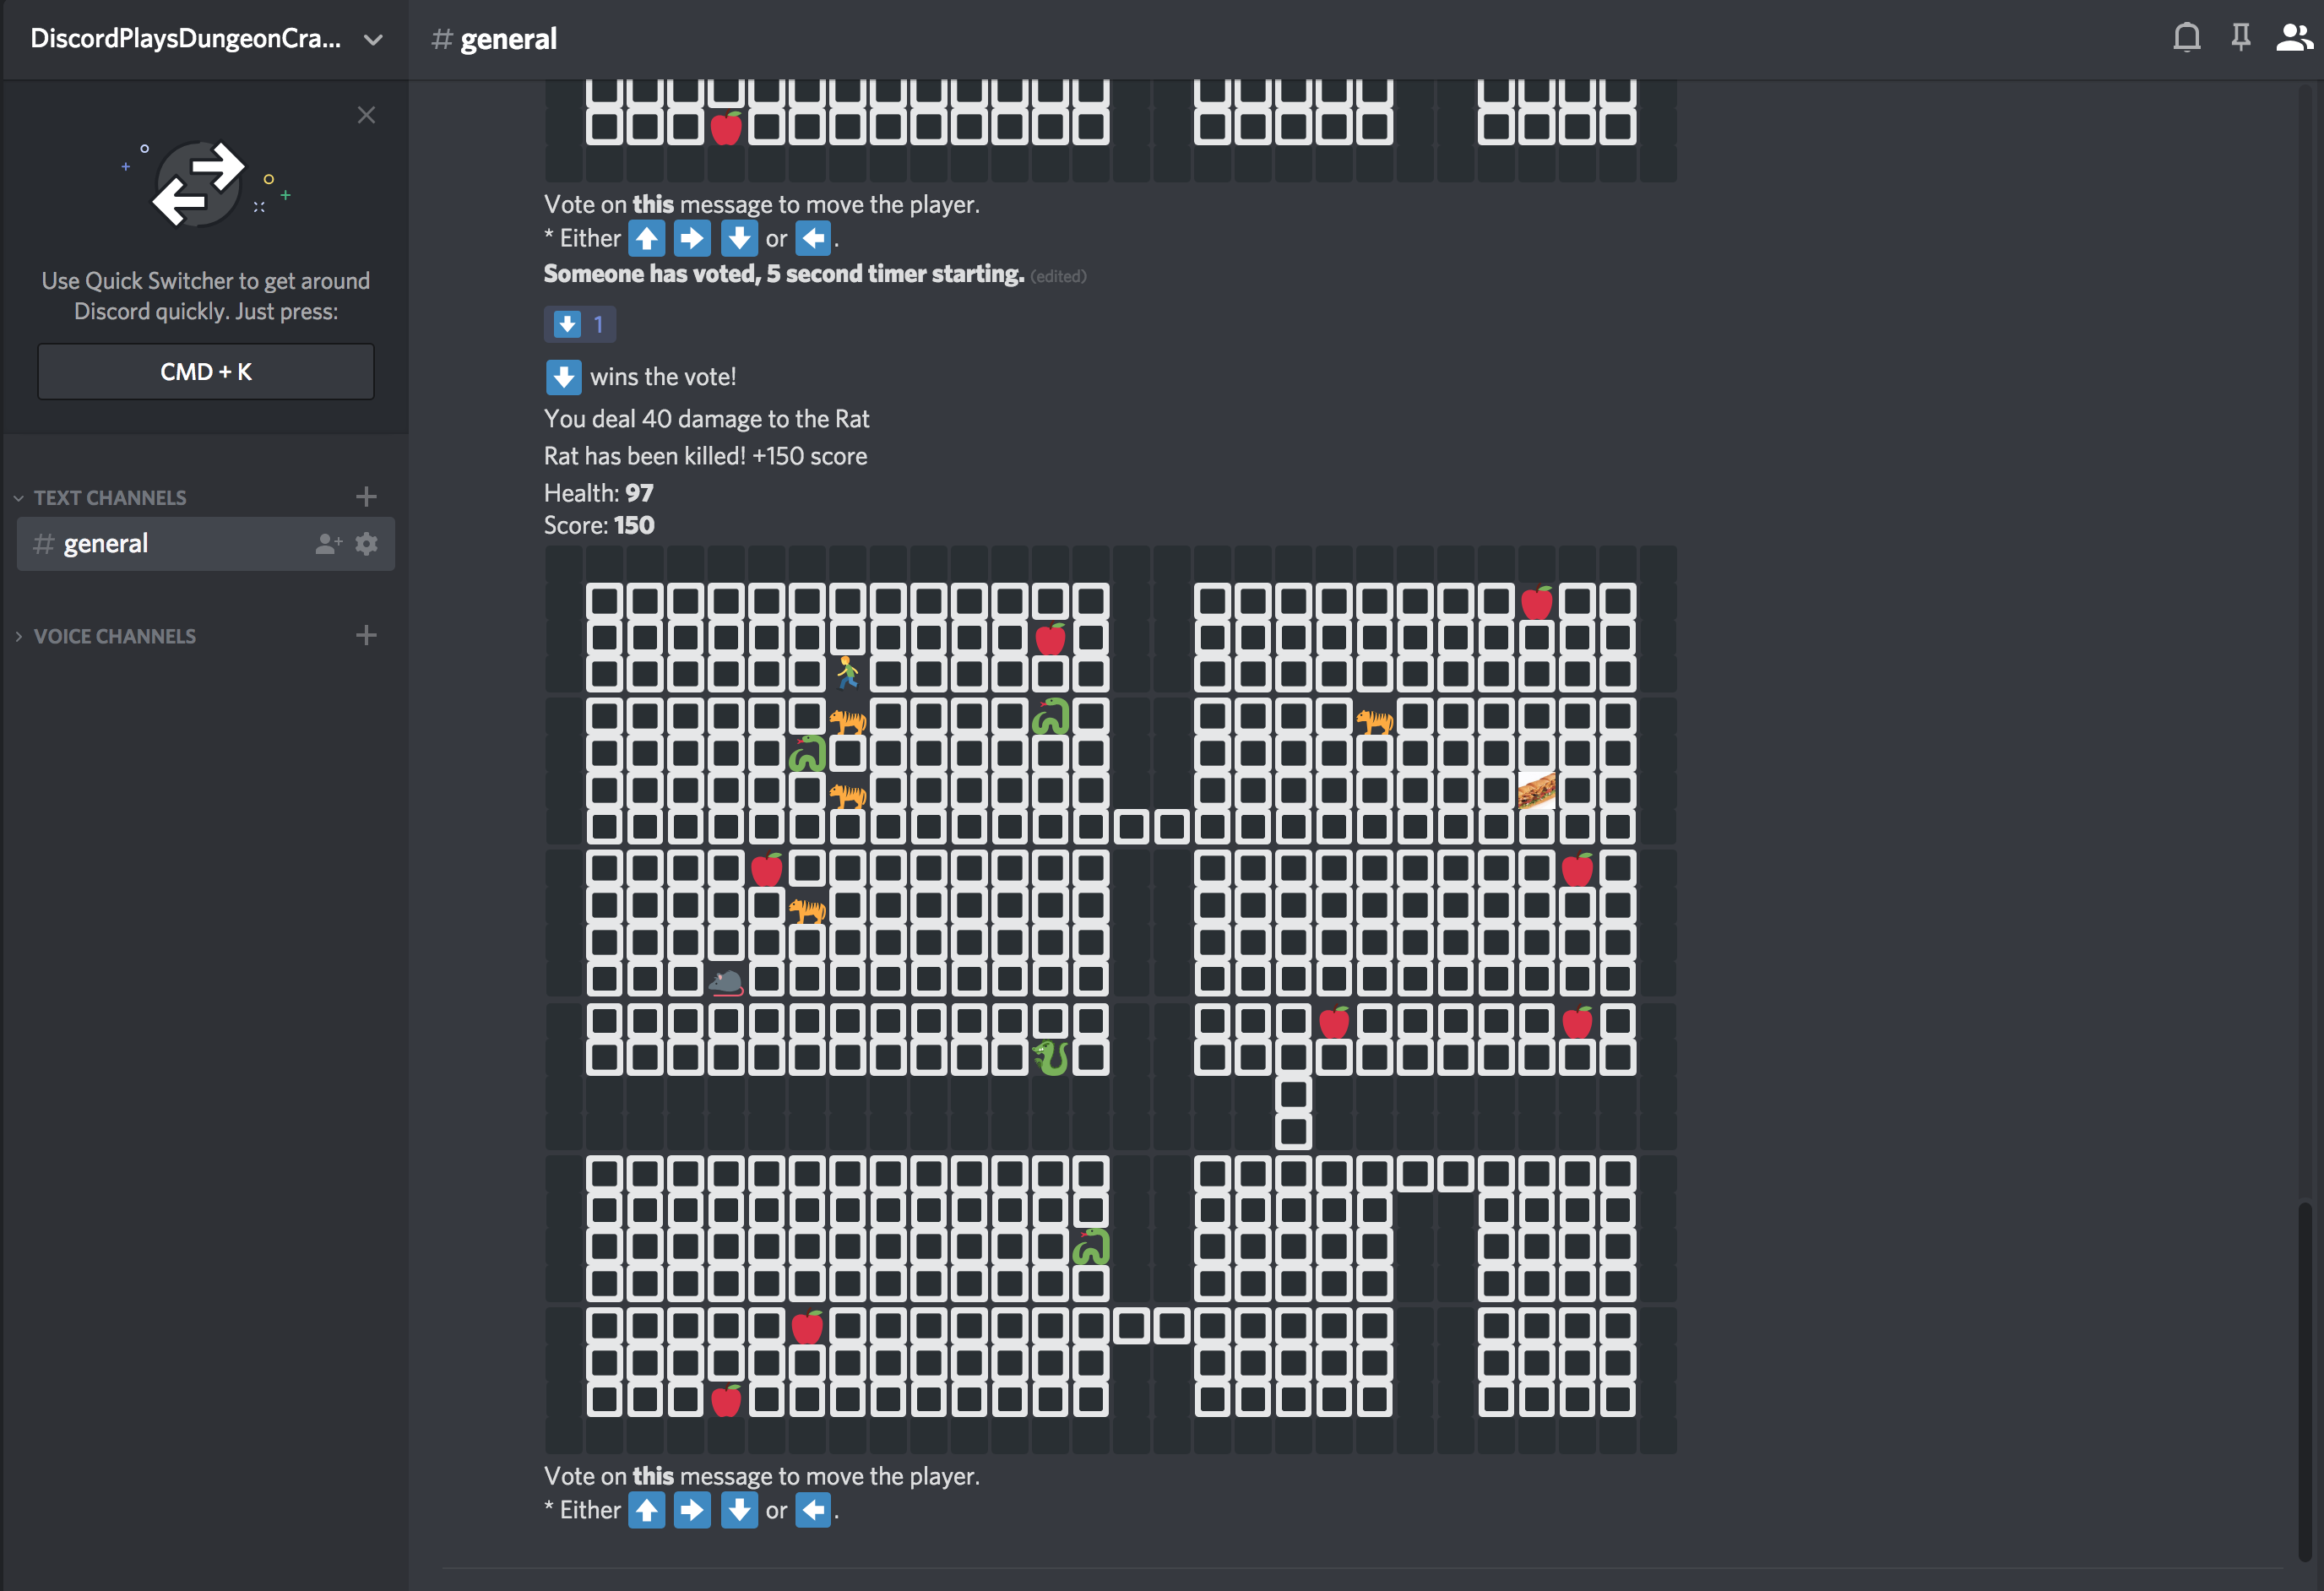 DiscordPlaysDungeonCra...
# general
Use Quick Switcher to get around
Discord quickly. Just press:
CMD + K
TEXT CHANNELS
# general
VOICE CHANNELS
Vote on this message to move the player.
* Either ⬆ ➡ ⬇ or ⬅.
Someone has voted, 5 second timer starting. (edited)
⬇ 1
⬇ wins the vote!
You deal 40 damage to the Rat
Rat has been killed! +150 score
Health: 97
Score: 150
Vote on this message to move the player.
* Either ⬆ ➡ ⬇ or ⬅.